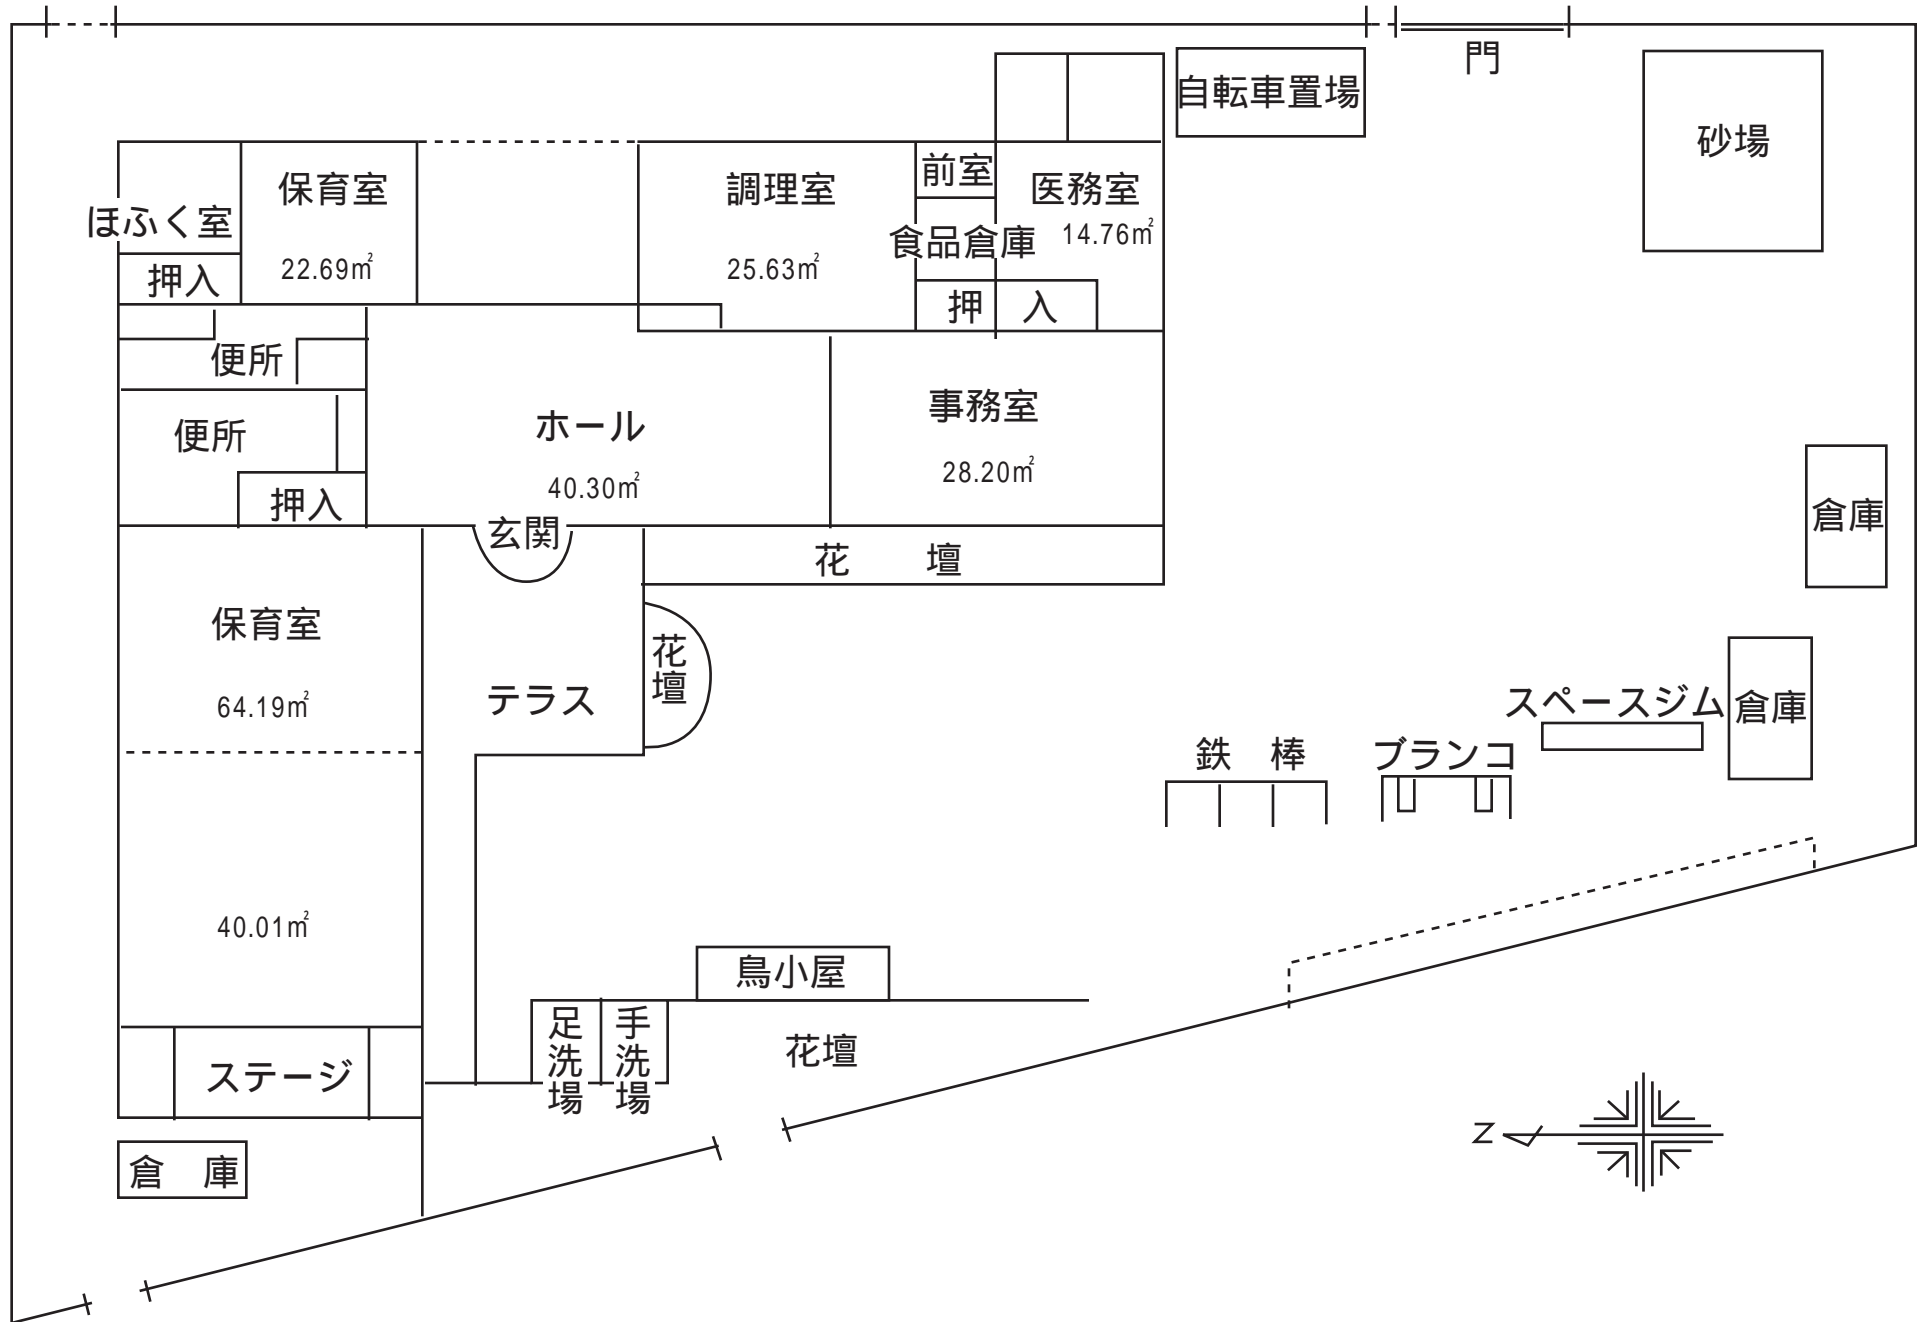 門
自転車置場
砂場
保育室
22.69㎡
ほふく室
押入
調理室
25.63㎡
前室
食品倉庫
医務室
14.76㎡
押　入
便所
便所
押入
ホール
40.30㎡
事務室
28.20㎡
玄関
花　　壇
倉庫
保育室
64.19㎡
テラス
花壇
スペースジム
倉庫
鉄　棒
ブランコ
40.01㎡
鳥小屋
足洗場
手洗場
花壇
ステージ
倉　庫
N